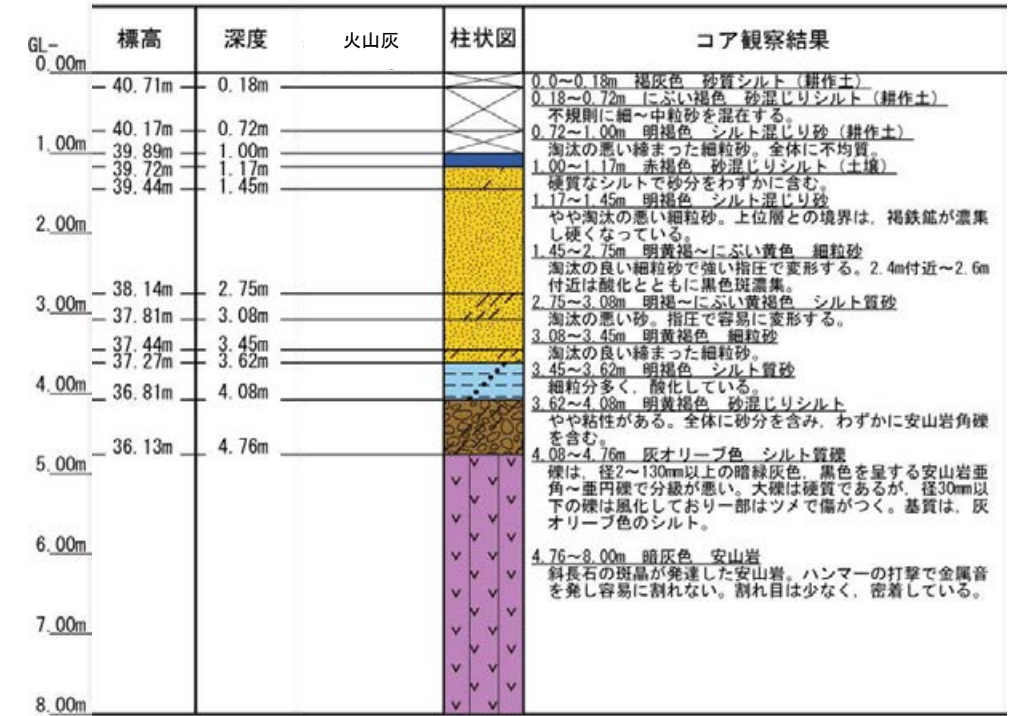 GL-
標高 深度 火山灰 柱状図 コア観察結果
0.00m
40.71m 0.18m
40.17m 0.72m
1.00m
39.89m 1.00m
39.72m 1.17m
39.44m 1.45m
2.00m
38.14m 2.75m
3.00m
37.81m 3.08m
37.44m 3.45m
37.27m 3.62m
4.00m
36.81m 4.08m
36.13m 4.76m
5.00m
6.00m
7.00m
8.00m
0.0～0.18m 褐灰色 砂質シルト（耕作土）
0.18～0.72m にぶい褐色 砂混じりシルト（耕作土）
不規則に細～中粒砂を混在する。
0.72～1.00m 明褐色 シルト混じり砂（耕作土）
淘汰の悪い締まった細粒砂。全体に不均質。
1.00～1.17m 赤褐色 砂混じりシルト（土壌）
硬質なシルトで砂分をわずかに含む。
1.17～1.45m 明褐色 シルト混じり砂
やや淘汰の悪い細粒砂。上位層との境界は，褐鉄鉱が濃集
し硬くなっている。
1.45～2.75m 明黄褐～にぶい黄色 細粒砂
淘汰の良い細粒砂で強い指圧で変形する。2.4m付近～2.6m
付近は酸化とともに黒色斑濃集。
2.75～3.08m 明褐～にぶい黄褐色 シルト質砂
淘汰の悪い砂。指圧で容易に変形する。
3.08～3.45m 明黄褐色 細粒砂
淘汰の良い締まった細粒砂。
3.45～3.62m 明褐色 シルト質砂
細粒分多く，酸化している。
3.62～4.08m 明黄褐色 砂混じりシルト
やや粘性がある。全体に砂分を含み，わずかに安山岩角礫
を含む。
4.08～4.76m 灰オリーブ色 シルト質礫
礫は，径2～130mm以上の暗緑灰色，黒色を呈する安山岩亜
角～亜円礫で分級が悪い。大礫は硬質であるが，径30mm以
下の礫は風化しており一部はツメで傷がつく。基質は，灰
オリーブ色のシルト。
4.76～8.00m 暗灰色 安山岩
斜長石の斑晶が発達した安山岩。ハンマーの打撃で金属音
を発し容易に割れない。割れ目は少なく，密着している。